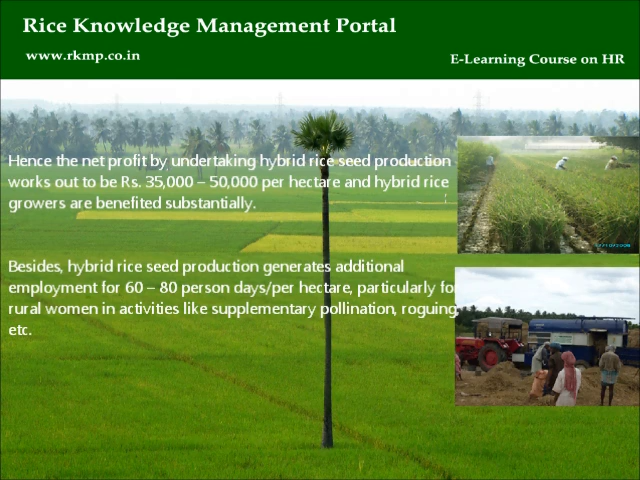 Rice Knowledge Management Portal
www.rkmp.co.in
E-Learning Course on HR
Hence the net profit by undertaking hybrid rice seed production
works out to be Rs. 35,000 – 50,000 per hectare and hybrid rice
growers are benefited substantially.
Besides, hybrid rice seed production generates additional
employment for 60 – 80 person days/per hectare, particularly fo
rural women in activities like supplementary pollination, roguing,
etc.